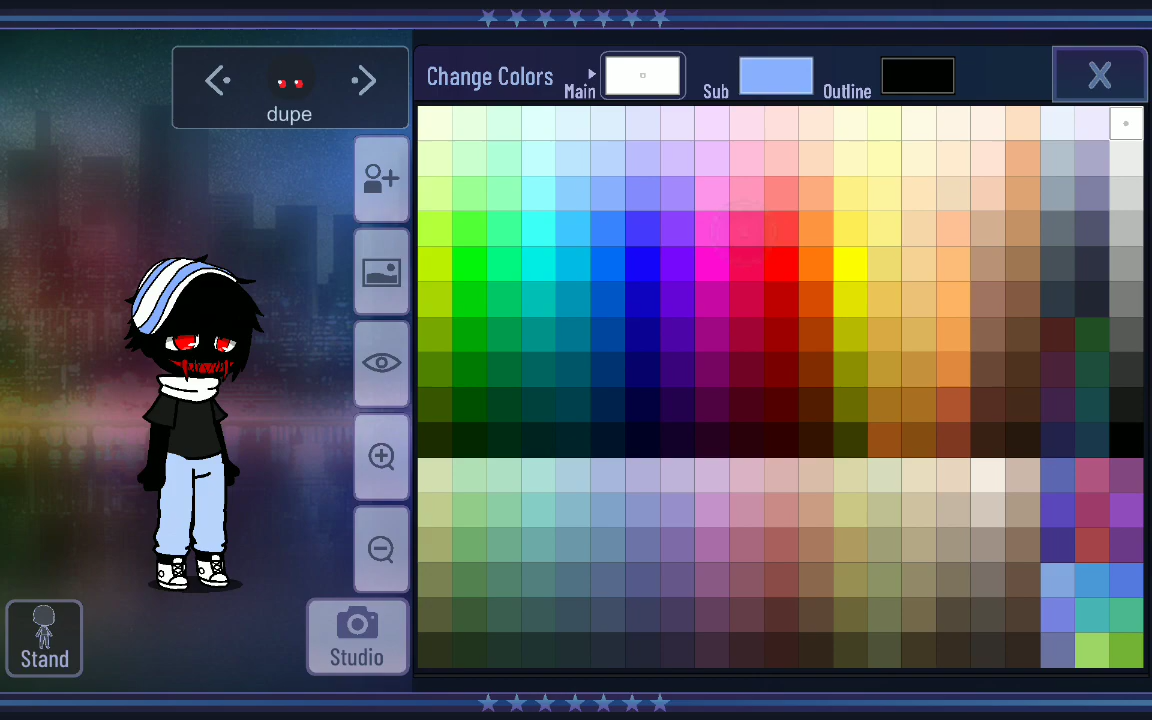 dupe
Change Colors
Main
Sub
Outline
X
Stand
Studio